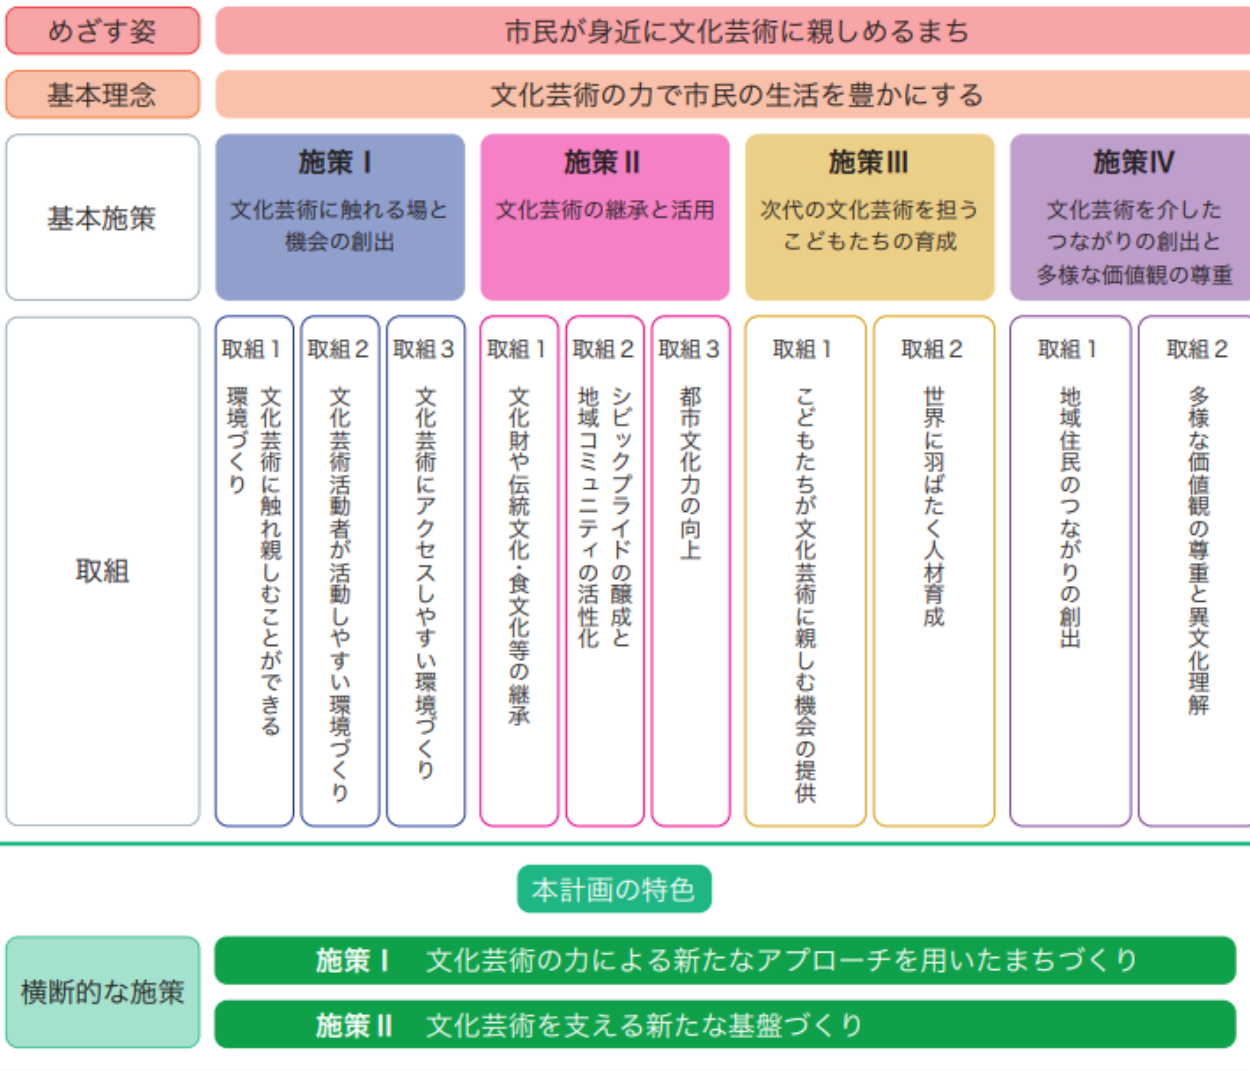 めざす姿
市民が身近に文化芸術に親しめるまち
基本理念
文化芸術の力で市民の生活を豊かにする
基本施策
施策Ⅰ
文化芸術に触れる場と
機会の創出
施策Ⅱ
文化芸術の継承と活用
施策Ⅲ
次代の文化芸術を担う
こどもたちの育成
施策Ⅳ
文化芸術を介した
つながりの創出と
多様な価値観の尊重
取組
取組1
文化芸術に触れ親しむことができる
環境づくり
取組2
文化芸術活動者が活動しやすい環境づくり
取組3
文化芸術にアクセスしやすい環境づくり
取組1
文化財や伝統文化・食文化等の継承
取組2
シビックプライドの醸成と
地域コミュニティの活性化
取組3
都市文化力の向上
取組1
こどもたちが文化芸術に親しむ機会の提供
取組2
世界に羽ばたく人材育成
取組1
地域住民のつながりの創出
取組2
多様な価値観の尊重と異文化理解
本計画の特色
横断的な施策
施策Ⅰ 文化芸術の力による新たなアプローチを用いたまちづくり
施策Ⅱ 文化芸術を支える新たな基盤づくり